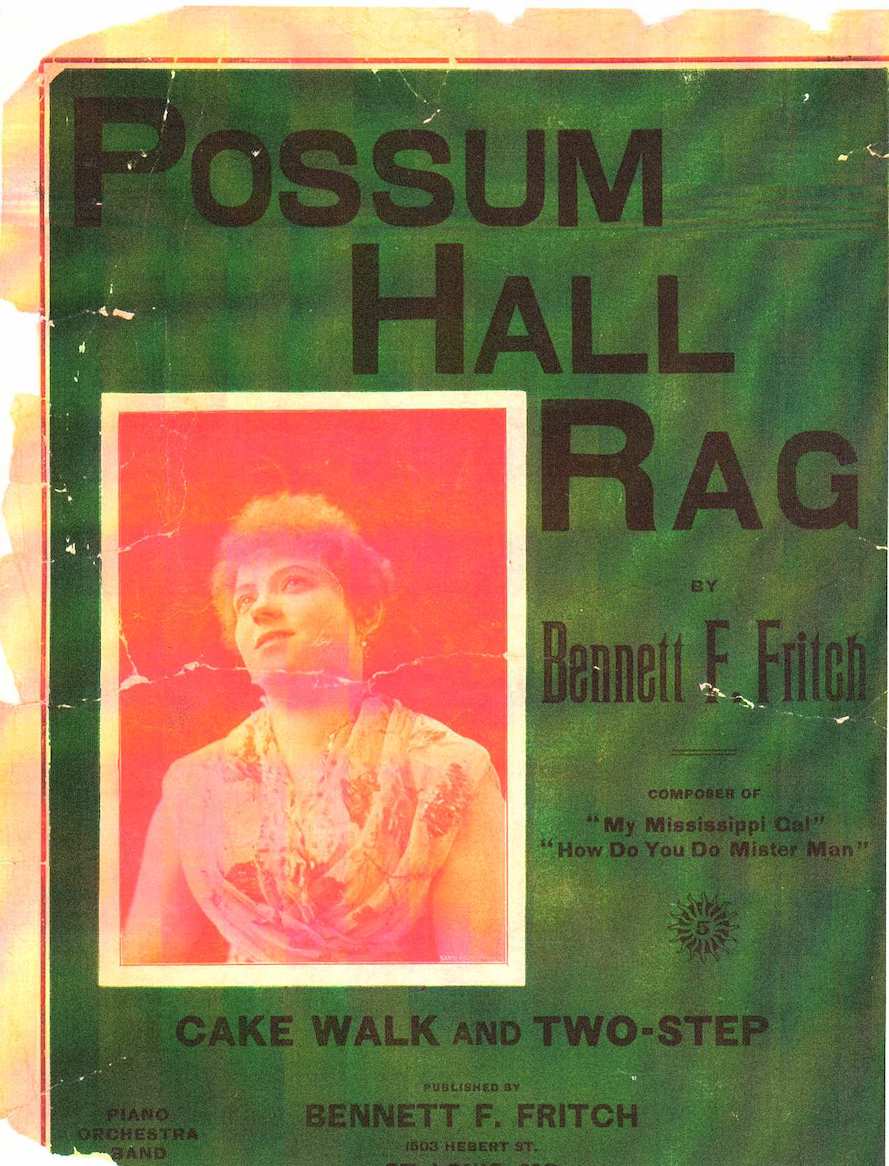 POSSUM
HALL
RAG
BY
Bennett F. Fritch
COMPOSER OF
"My Mississippi Gal"
"How Do You Do Mister Man"
5
CAKE WALK AND TWO-STEP
PUBLISHED BY
BENNETT F. FRITCH
1503 HEBERT ST.
PIANO
ORCHESTRA
BAND